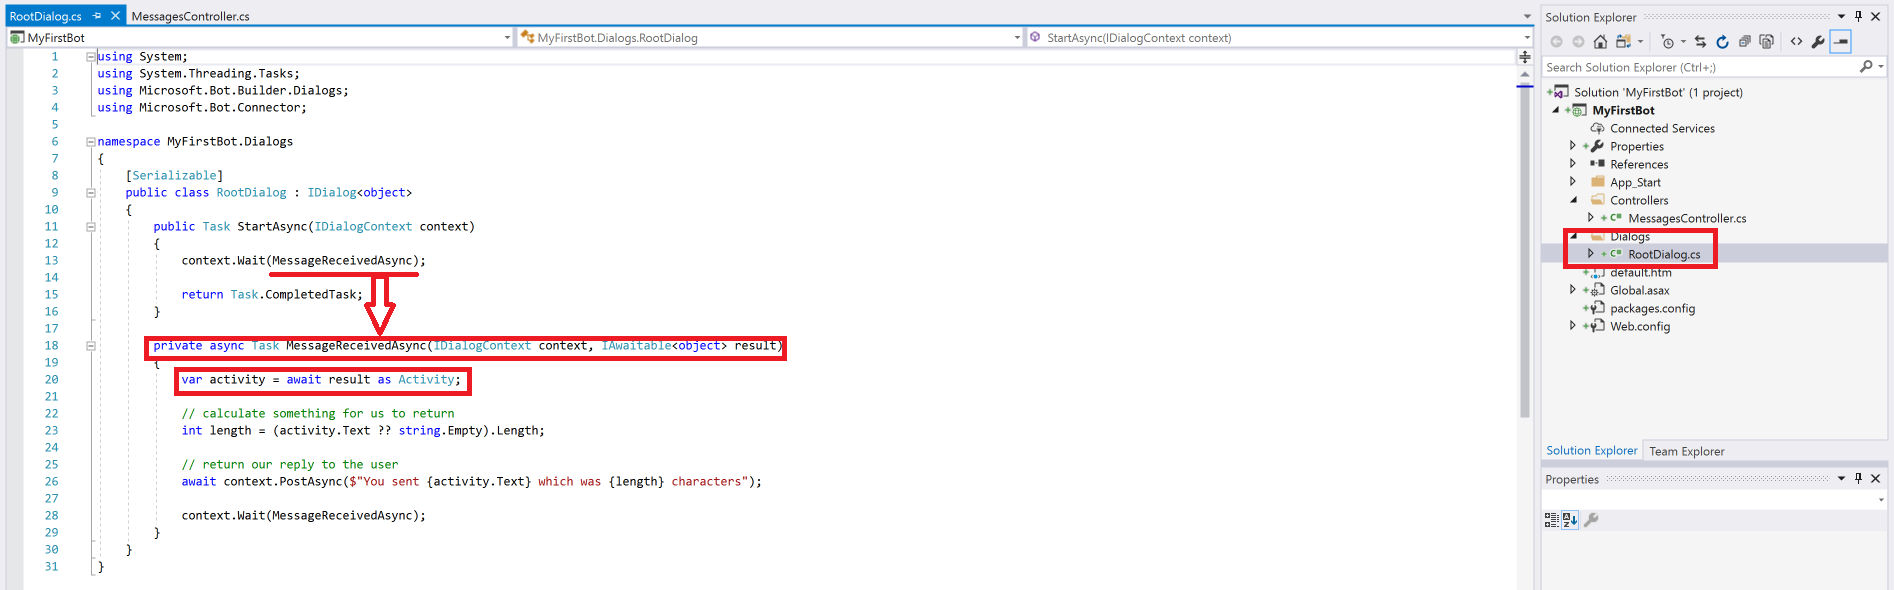 RootDialog.cs MessagesController.cs
MyFirstBot MyFirstBot.Dialogs.RootDialog StartAsync(IDialogContext context)
1 using System;
2 using System.Threading.Tasks;
3 using Microsoft.Bot.Builder.Dialogs;
4 using Microsoft.Bot.Connector;
5
6 namespace MyFirstBot.Dialogs
7 {
8 [Serializable]
9 public class RootDialog : IDialog<object>
10 {
11 public Task StartAsync(IDialogContext context)
12 {
13 context.Wait(MessageReceivedAsync);
14
15 return Task.CompletedTask;
16 }
17
18 private async Task MessageReceivedAsync(IDialogContext context, IAwaitable<object> result)
19 {
20 var activity = await result as Activity;
21
22 // calculate something for us to return
23 int length = (activity.Text ?? string.Empty).Length;
24
25 // return our reply to the user
26 await context.PostAsync($"You sent {activity.Text} which was {length} characters");
27
28 context.Wait(MessageReceivedAsync);
29 }
30 }
31 }
Solution Explorer
Search Solution Explorer (Ctrl+;)
Solution 'MyFirstBot' (1 project)
MyFirstBot
Connected Services
Properties
References
App_Start
Controllers
MessagesController.cs
Dialogs
RootDialog.cs
default.htm
Global.asax
packages.config
Web.config
Solution Explorer Team Explorer
Properties